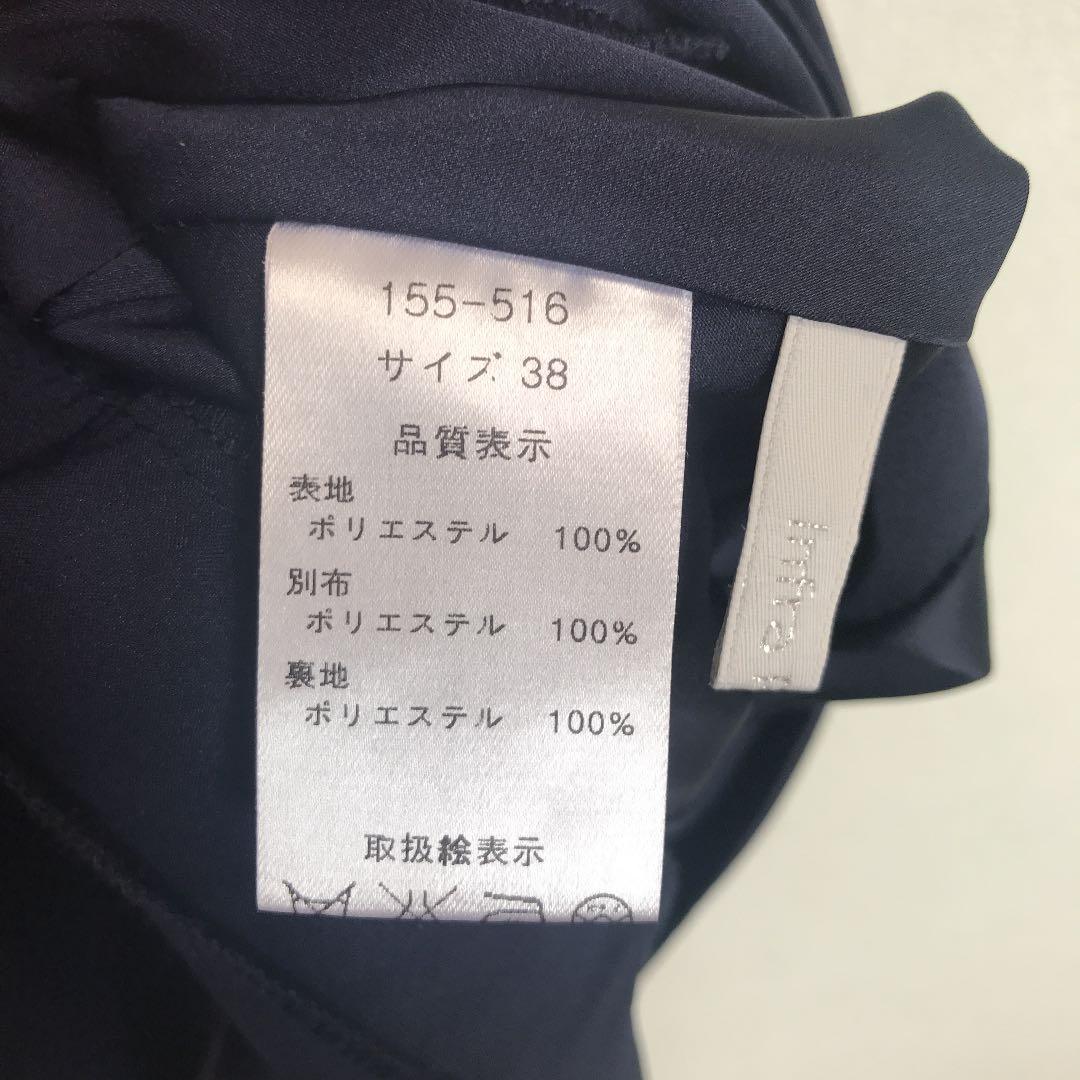 155-516
サイズ 38
品質表示
表地
ポリエステル 100%
別布
ポリエステル 100%
裏地
ポリエステル 100%
取扱絵表示